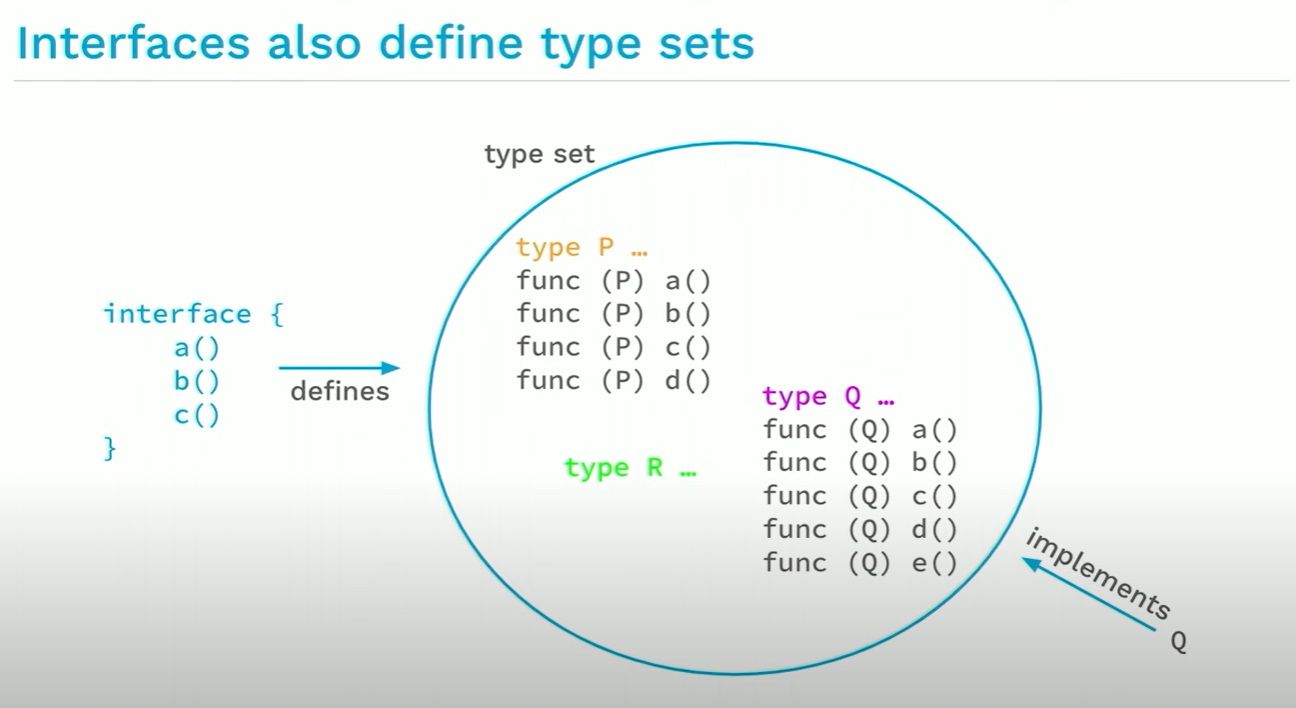 Interfaces also define type sets
type set
type P …
func (P) a()
func (P) b()
func (P) c()
func (P) d()
interface {
a()
b()
c()
}
defines
type Q …
func (Q) a()
func (Q) b()
func (Q) c()
func (Q) d()
func (Q) e()
type R …
implements
Q